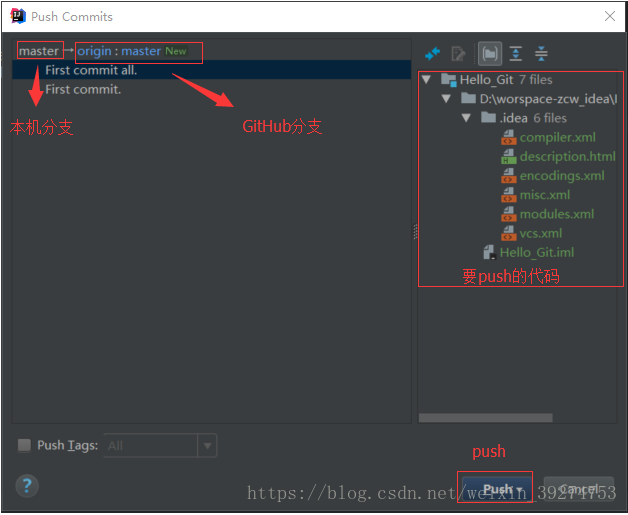 Push Commits
master → origin : master New
First commit all.
First commit.
本机分支
GitHub分支
Hello_Git 7 files
D:\worspace-zcw_idea\
.idea 6 files
compiler.xml
description.html
encodings.xml
misc.xml
modules.xml
vcs.xml
Hello_Git.iml
要push的代码
Push Tags: All
push
Push
Cancel
https://blog.csdn.net/weixin_39274753